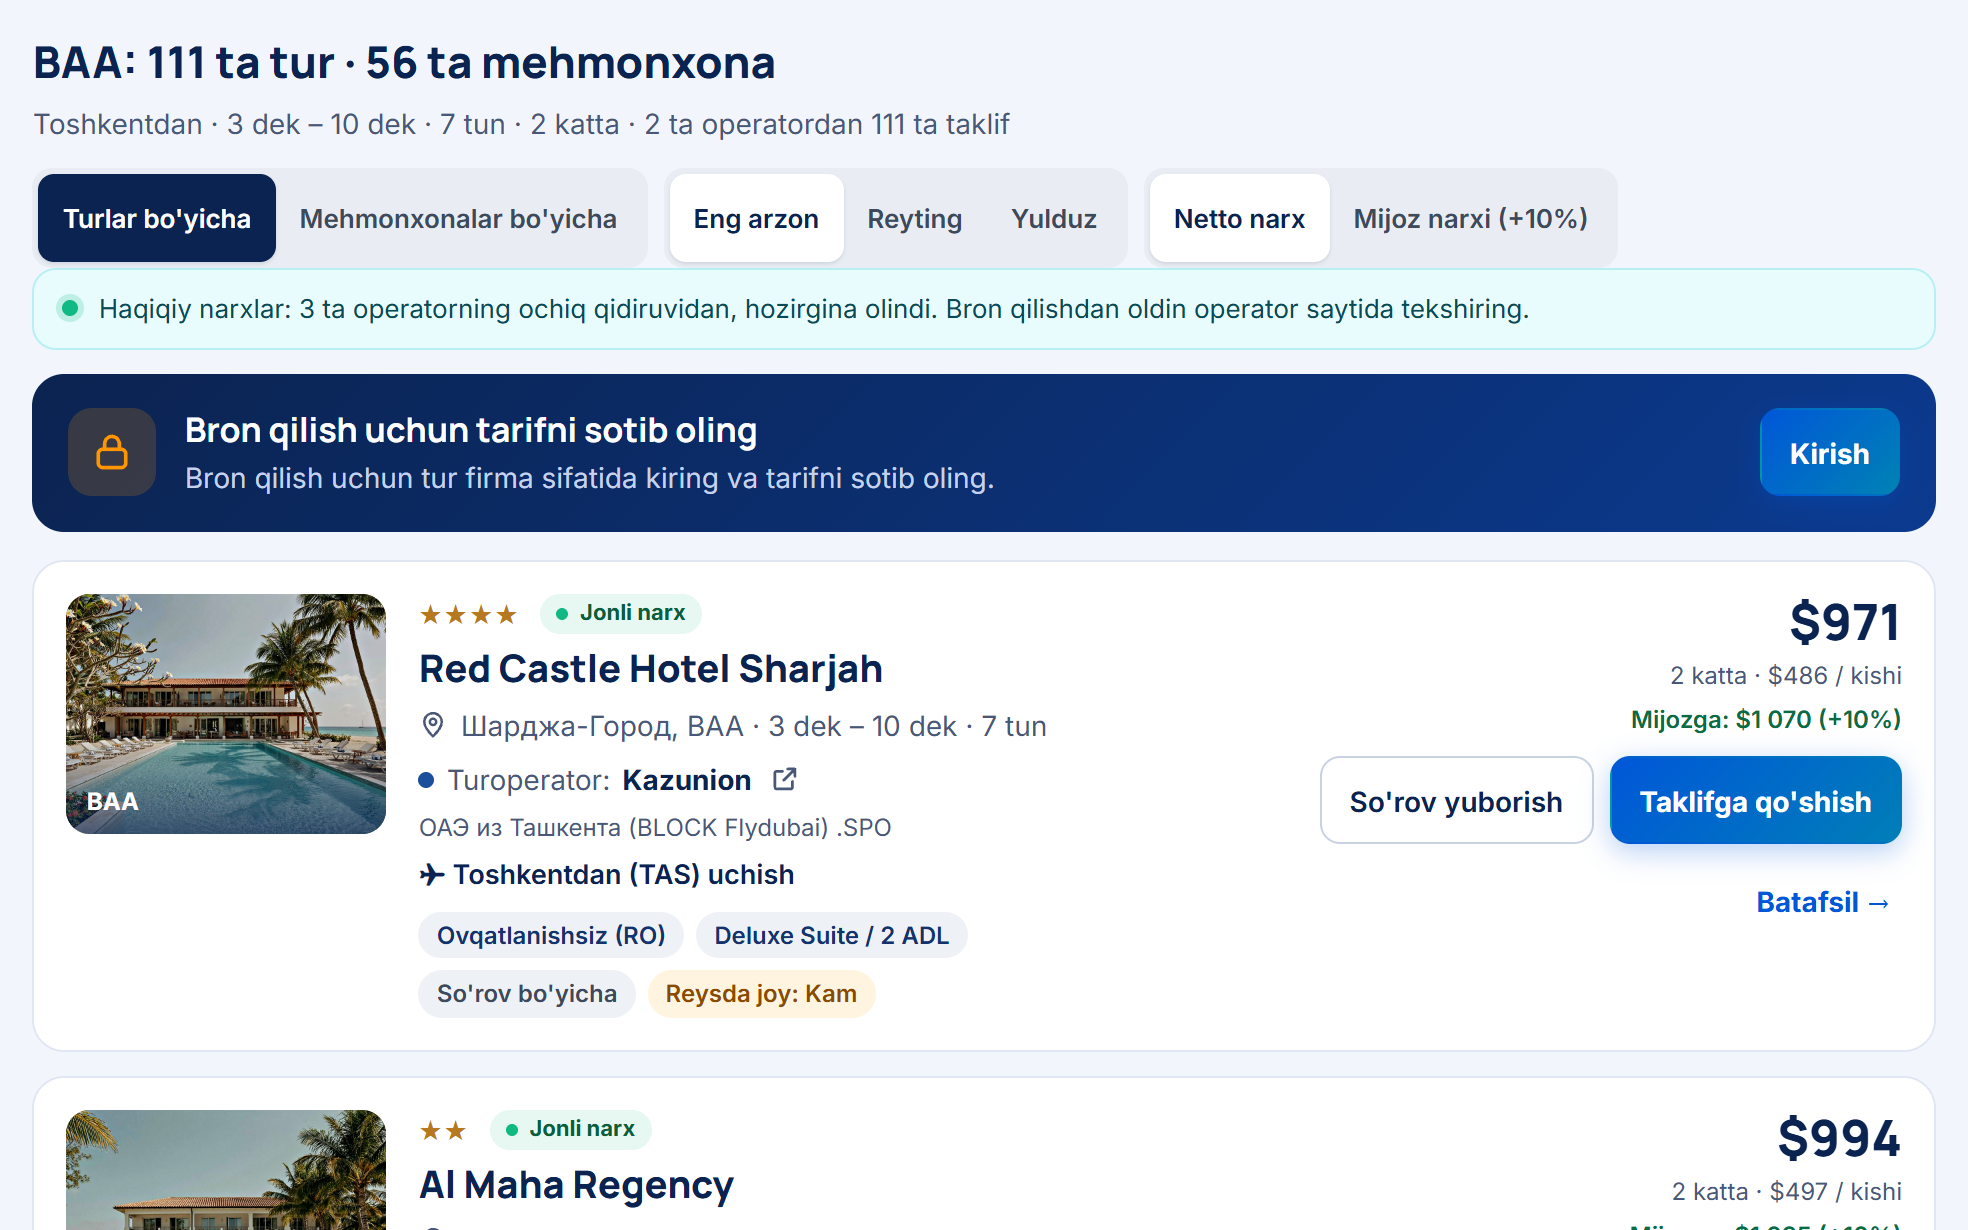 BAA: 111 ta tur · 56 ta mehmonxona
Toshkentdan · 3 dek – 10 dek · 7 tun · 2 katta · 2 ta operatordan 111 ta taklif
Turlar bo'yicha Mehmonxonalar bo'yicha Eng arzon Reyting Yulduz Netto narx Mijoz narxi (+10%)
Haqiqiy narxlar: 3 ta operatorning ochiq qidiruvidan, hozirgina olindi. Bron qilishdan oldin operator saytida tekshiring.
Bron qilish uchun tarifni sotib oling
Bron qilish uchun tur firma sifatida kiring va tarifni sotib oling.
Kirish
BAA
★★★★ Jonli narx
Red Castle Hotel Sharjah
Шарджа-Город, BAA · 3 dek – 10 dek · 7 tun
Turoperator: Kazunion
ОАЭ из Ташкента (BLOCK Flydubai) .SPO
Toshkentdan (TAS) uchish
Ovqatlanishsiz (RO) Deluxe Suite / 2 ADL
So'rov bo'yicha Reysda joy: Kam
$971
2 katta · $486 / kishi
Mijozga: $1 070 (+10%)
So'rov yuborish Taklifga qo'shish
Batafsil →
★★ Jonli narx
Al Maha Regency
$994
2 katta · $497 / kishi